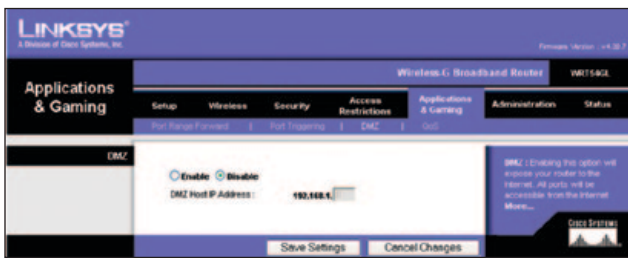 LINKSYS®
A Division of Cisco Systems, Inc.
Firmware Version : v4.30.7
Wireless-G Broadband Router WRT54GL
Applications & Gaming
Setup Wireless Security Access Restrictions Applications & Gaming Administration Status
Port Range Forward | Port Triggering | DMZ | QoS
DMZ
Enable Disable
DMZ Host IP Address : 192.168.1.
DMZ : Enabling this option will
expose your router to the
Internet. All ports will be
accessible from the Internet
More...
Save Settings Cancel Changes
CISCO SYSTEMS